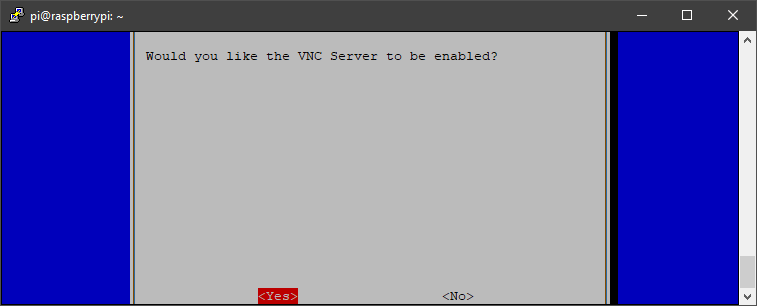 pi@raspberrypi: ~
Would you like the VNC Server to be enabled?
<Yes> <No>